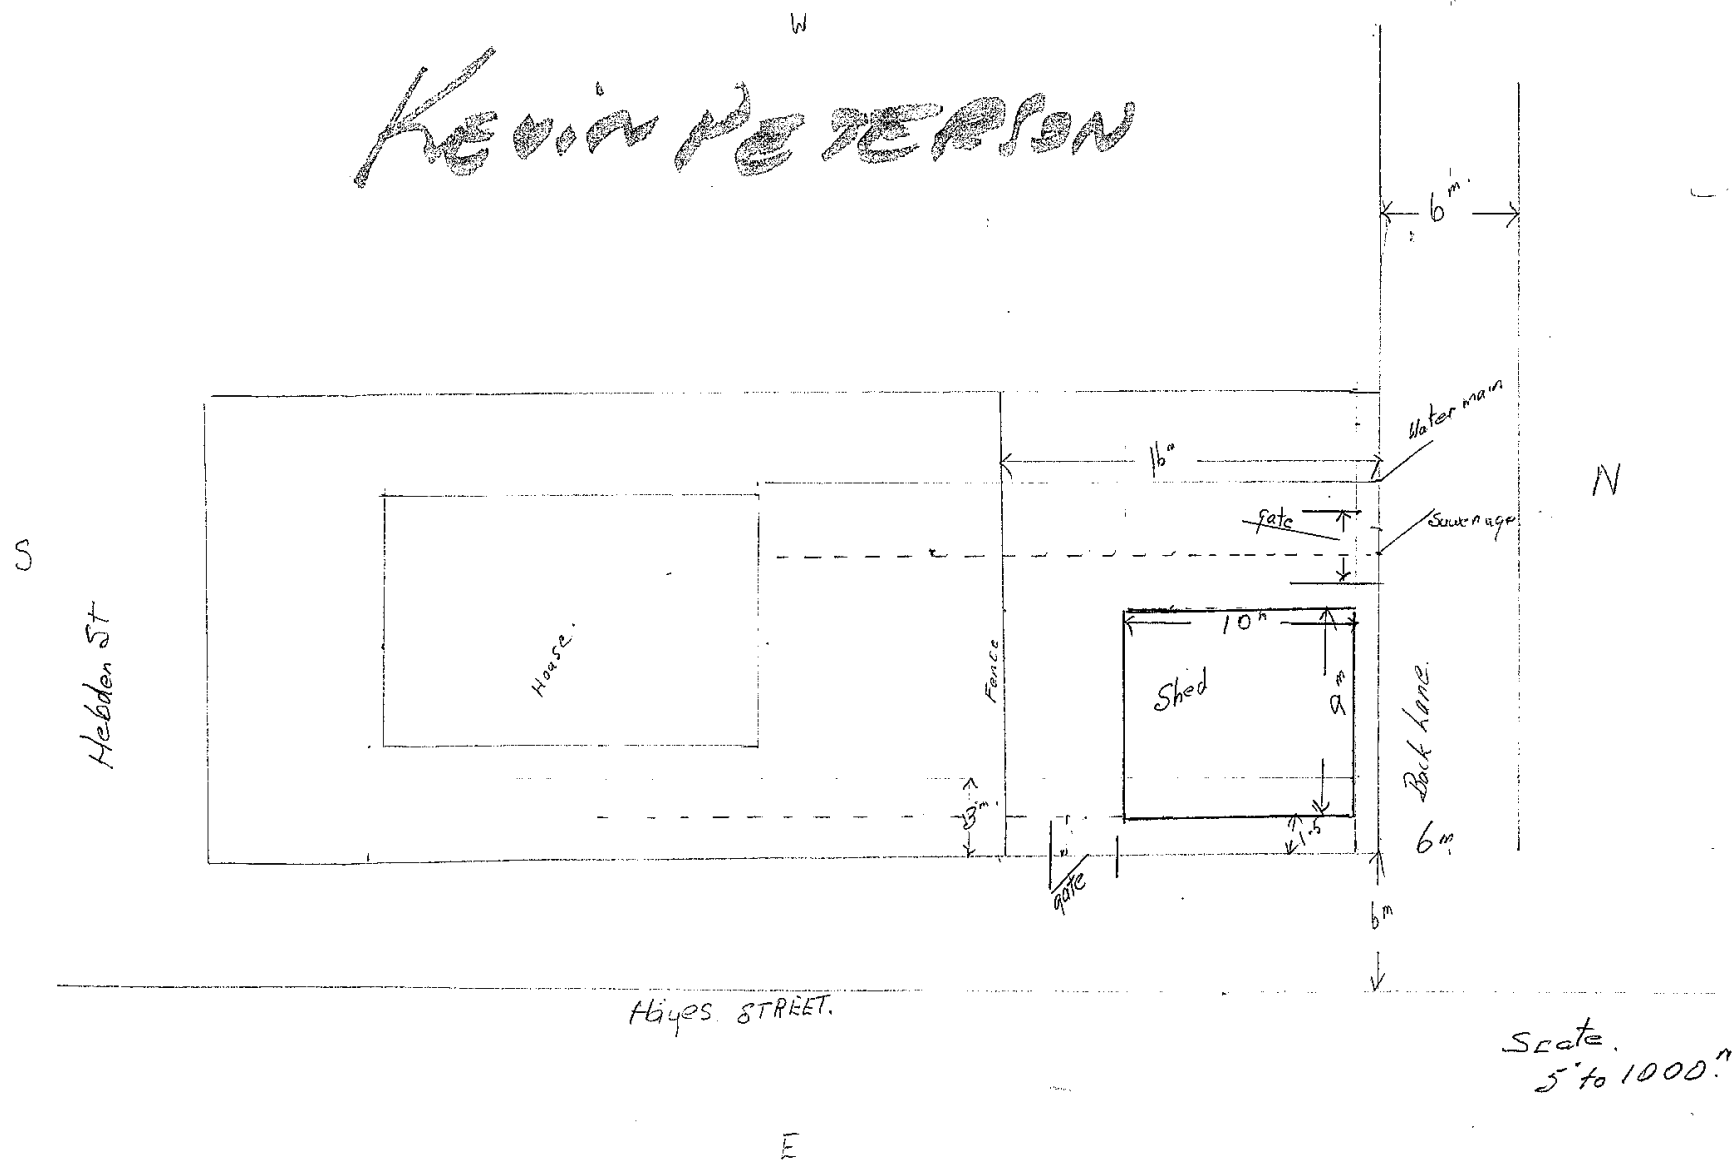 W
KEVIN PETERSON
6m.
Water main
16m
N
gate
Sewerage
S
10m
House.
Fence
Shed
9m
Hebden ST
Back Lane.
3m.
1.5
6m.
gate
6m
Hayes STREET.
Scale.
5 to 1000.m
E